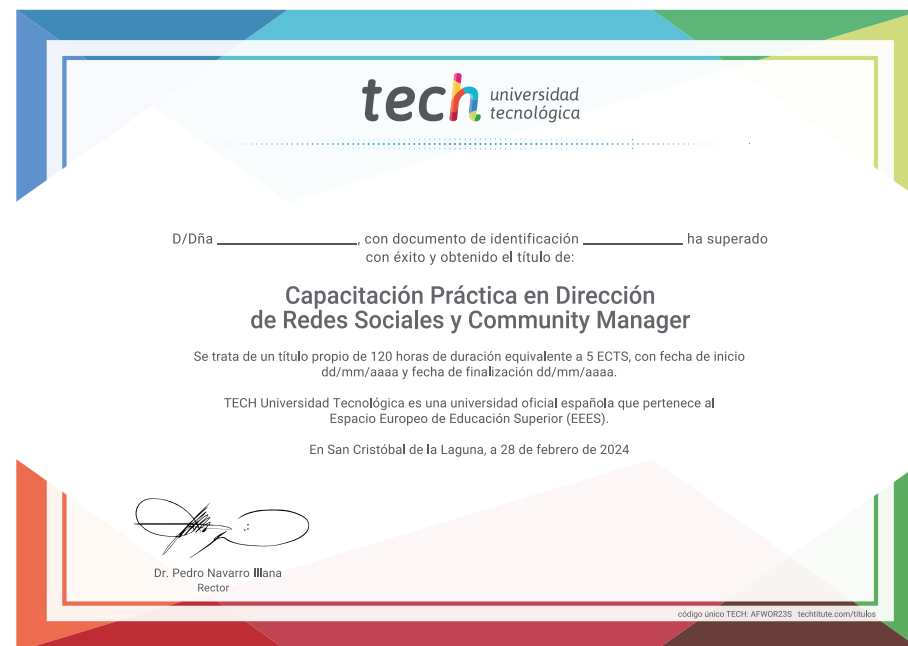 tech universidad
tecnológica
D/Dña ____________________, con documento de identificación ______________ ha superado
con éxito y obtenido el título de:
Capacitación Práctica en Dirección
de Redes Sociales y Community Manager
Se trata de un título propio de 120 horas de duración equivalente a 5 ECTS, con fecha de inicio
dd/mm/aaaa y fecha de finalización dd/mm/aaaa.
TECH Universidad Tecnológica es una universidad oficial española que pertenece al
Espacio Europeo de Educación Superior (EEES).
En San Cristóbal de la Laguna, a 28 de febrero de 2024
Dr. Pedro Navarro Illana
Rector
código único TECH: AFWOR23S techtitute.com/titulos